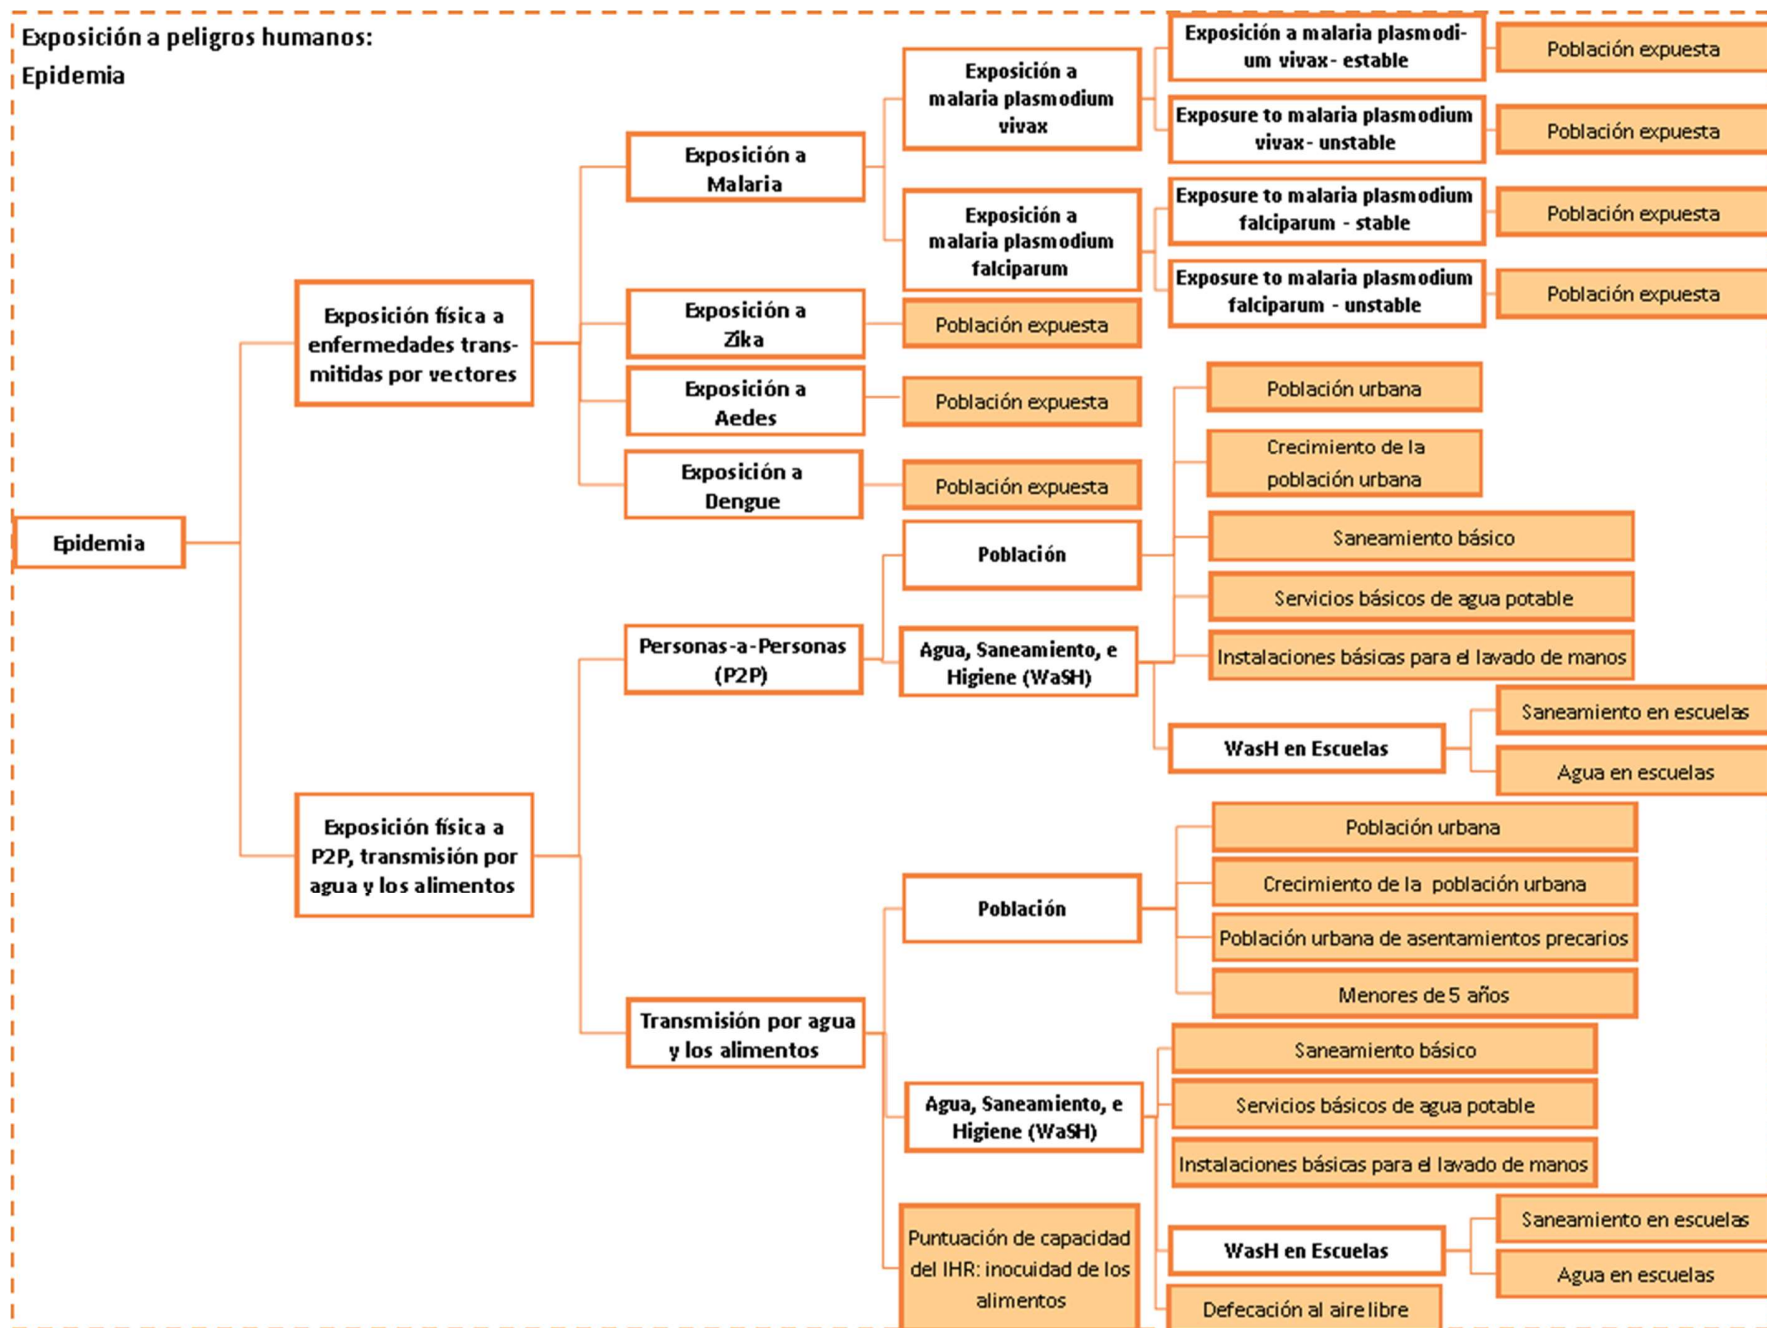 Exposición a peligros humanos:
Epidemia
Epidemia
Exposición física a
enfermedades trans-
mitidas por vectores
Exposición a
Malaria
Exposición a
malaria plasmodium
vivax
Exposición a malaria plasmodi-
um vivax- estable
Población expuesta
Exposure to malaria plasmodium
vivax- unstable
Población expuesta
Exposición a
malaria plasmodium
falciparum
Exposure to malaria plasmodium
falciparum - stable
Población expuesta
Exposure to malaria plasmodium
falciparum - unstable
Población expuesta
Exposición a
Zika
Población expuesta
Exposición a
Aedes
Población expuesta
Exposición a
Dengue
Población expuesta
Exposición física a
P2P, transmisión por
agua y los alimentos
Personas-a-Personas
(P2P)
Población
Población urbana
Crecimiento de la
población urbana
Agua, Saneamiento, e
Higiene (WaSH)
Saneamiento básico
Servicios básicos de agua potable
Instalaciones básicas para el lavado de manos
WasH en Escuelas
Saneamiento en escuelas
Agua en escuelas
Transmisión por agua
y los alimentos
Población
Población urbana
Crecimiento de la población urbana
Población urbana de asentamientos precarios
Menores de 5 años
Agua, Saneamiento, e
Higiene (WaSH)
Saneamiento básico
Servicios básicos de agua potable
Instalaciones básicas para el lavado de manos
WasH en Escuelas
Saneamiento en escuelas
Agua en escuelas
Defecación al aire libre
Puntuación de capacidad
del IHR: inocuidad de los
alimentos